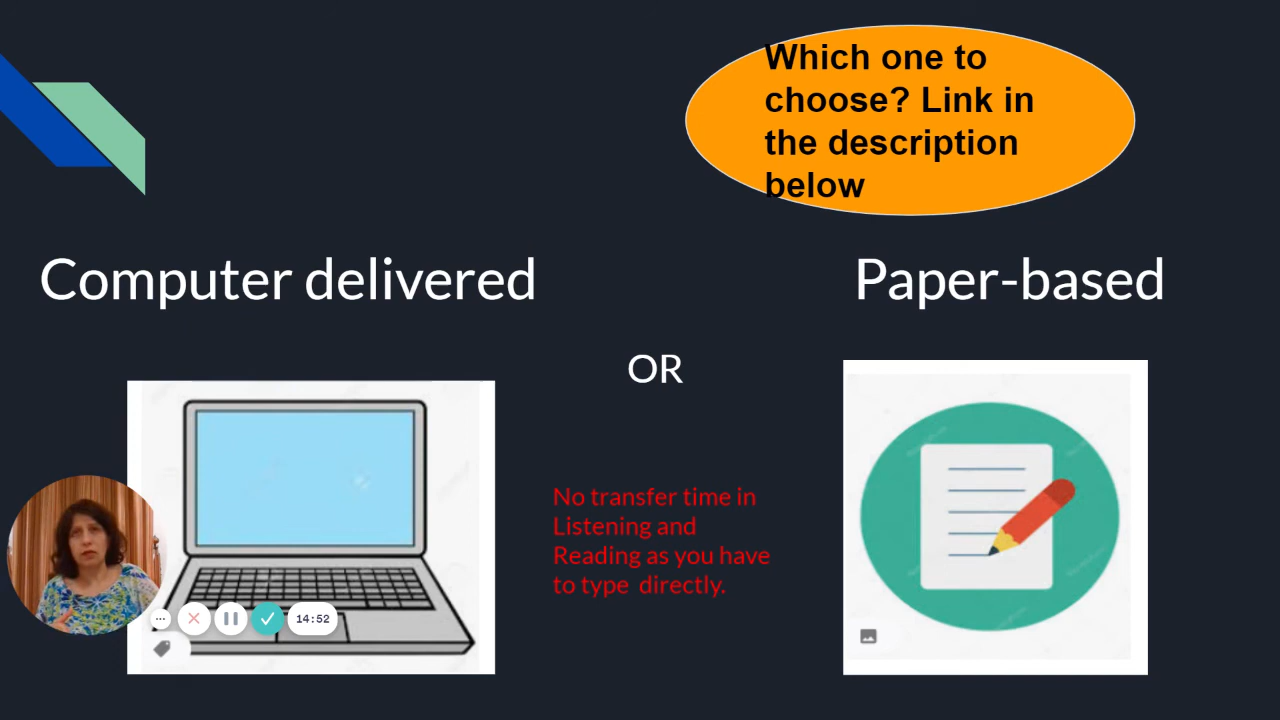 Which one to
choose? Link in
the description
below
Computer delivered
Paper-based
OR
No transfer time in
Listening and
Reading as you have
to type directly.
14:52